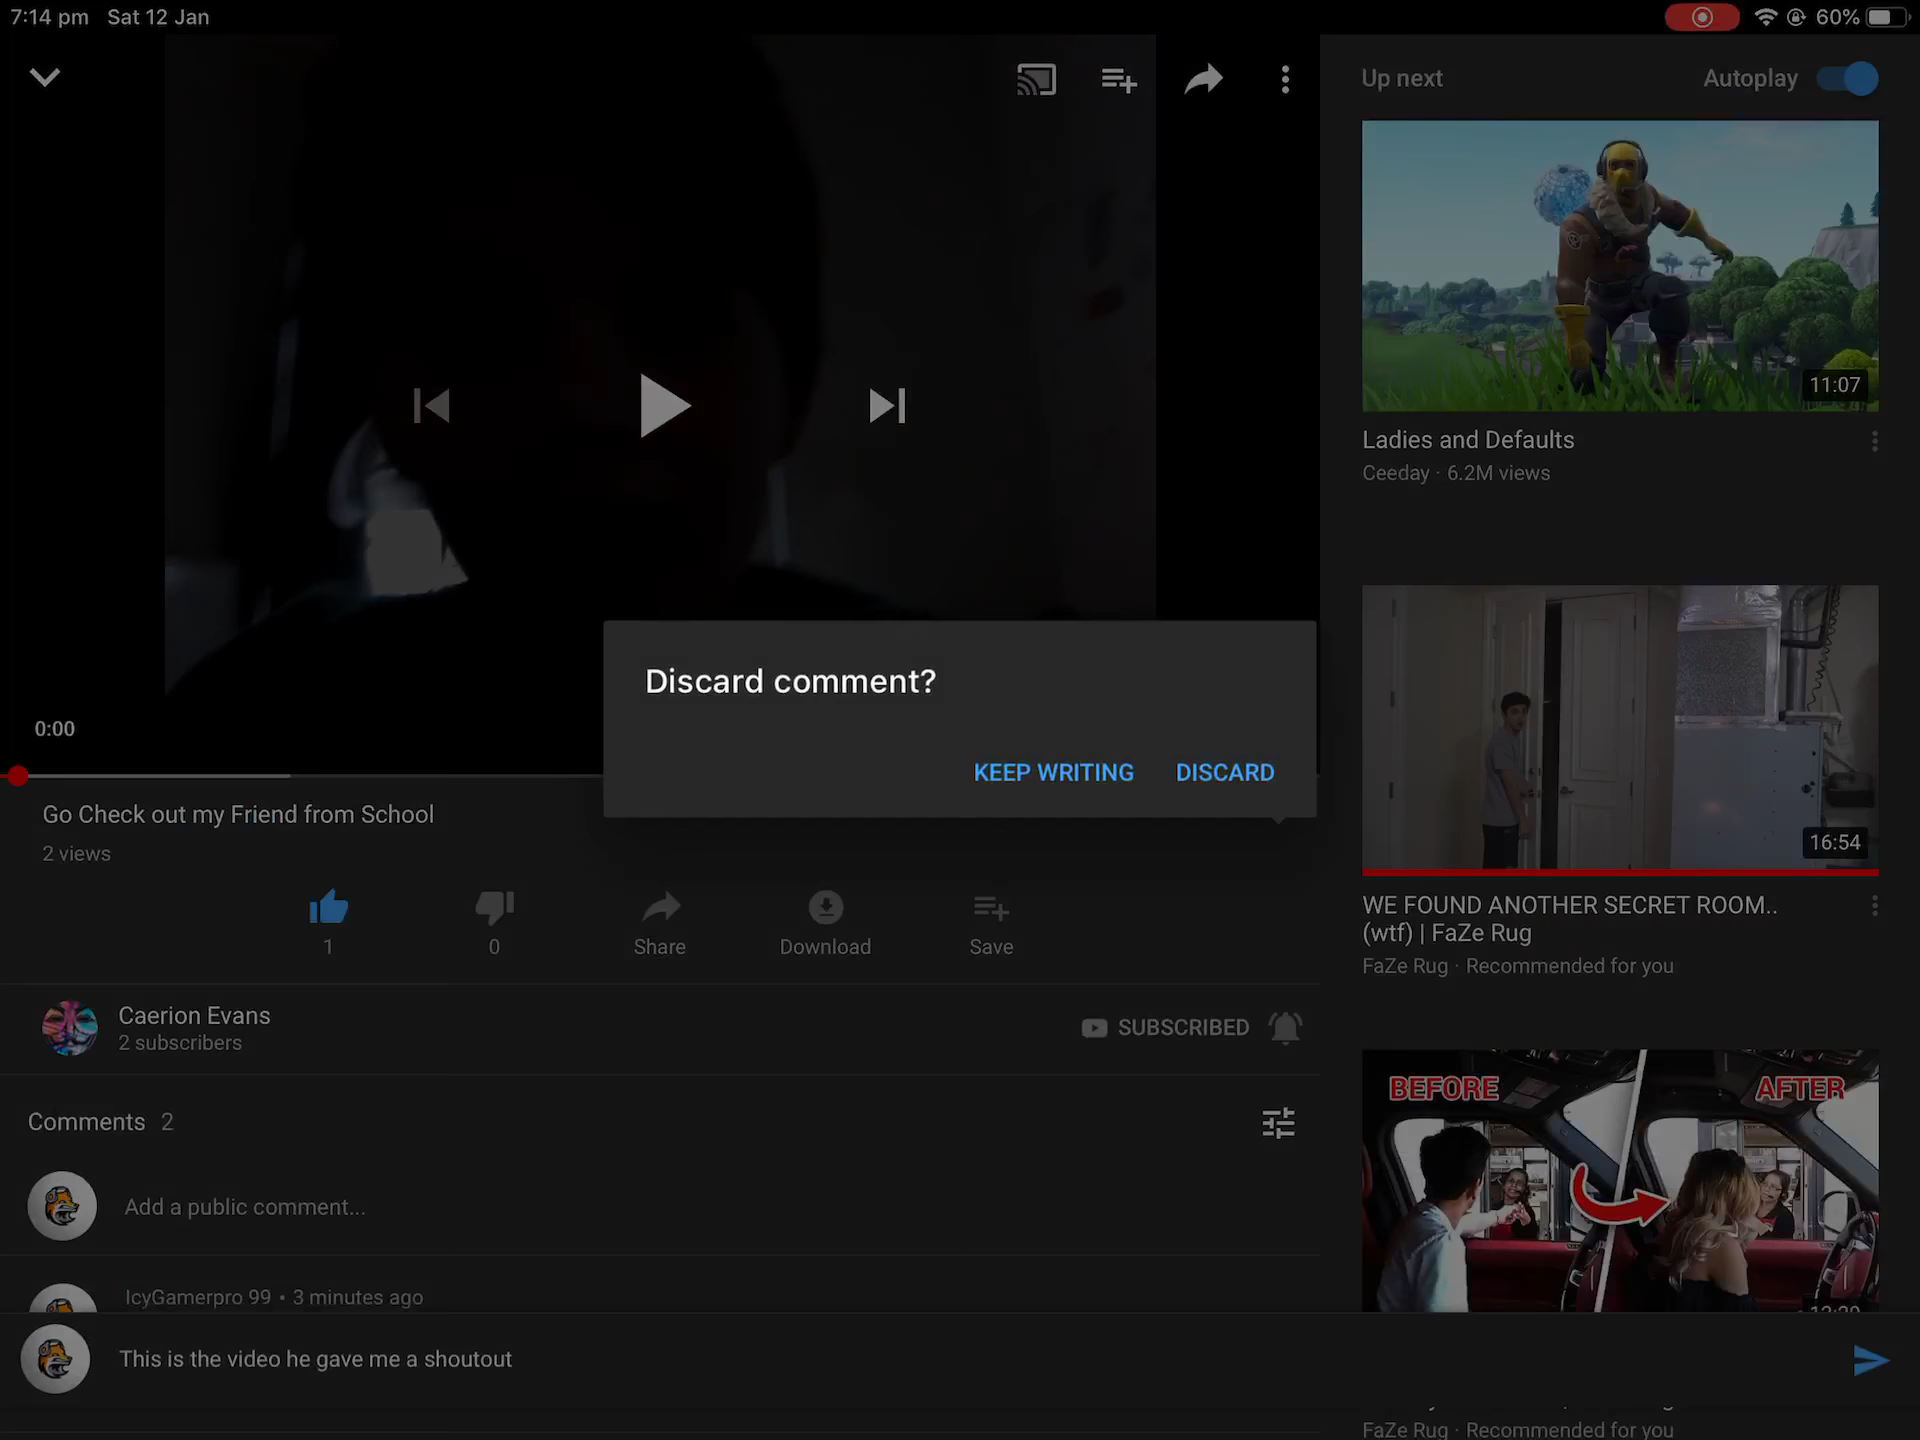 7:14 pm Sat 12 Jan
60%
Up next
Autoplay
11:07
Ladies and Defaults
Ceeday · 6.2M views
0:00
Discard comment?
KEEP WRITING DISCARD
Go Check out my Friend from School
2 views
1
0
Share
Download
Save
16:54
WE FOUND ANOTHER SECRET ROOM..
(wtf) | FaZe Rug
FaZe Rug · Recommended for you
Caerion Evans
2 subscribers
SUBSCRIBED
Comments 2
Add a public comment...
IcyGamerpro 99 • 3 minutes ago
This is the video he gave me a shoutout
BEFORE
AFTER
FaZe Rug · Recommended for you